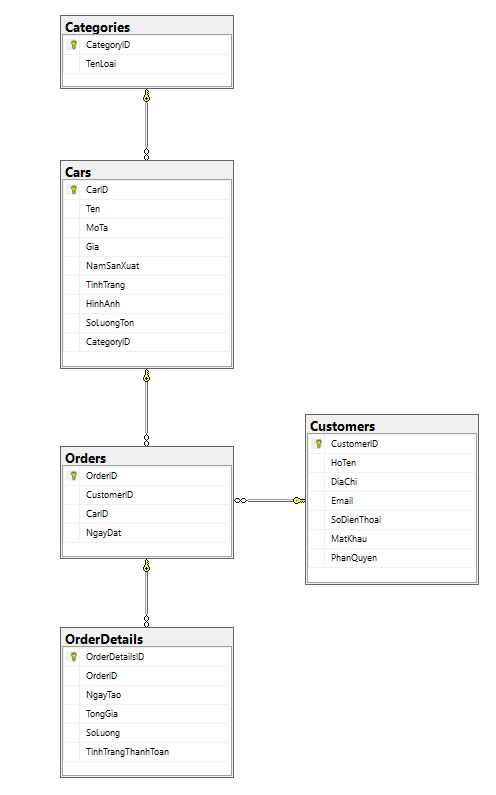 Categories
CategoryID
TenLoai
Cars
CarID
Ten
MoTa
Gia
NamSanXuat
TinhTrang
HinhAnh
SoLuongTon
CategoryID
Orders
OrderID
CustomerID
CarID
NgayDat
Customers
CustomerID
HoTen
DiaChi
Email
SoDienThoai
MatKhau
PhanQuyen
OrderDetails
OrderDetailsID
OrderID
NgayTao
TongGia
SoLuong
TinhTrangThanhToan